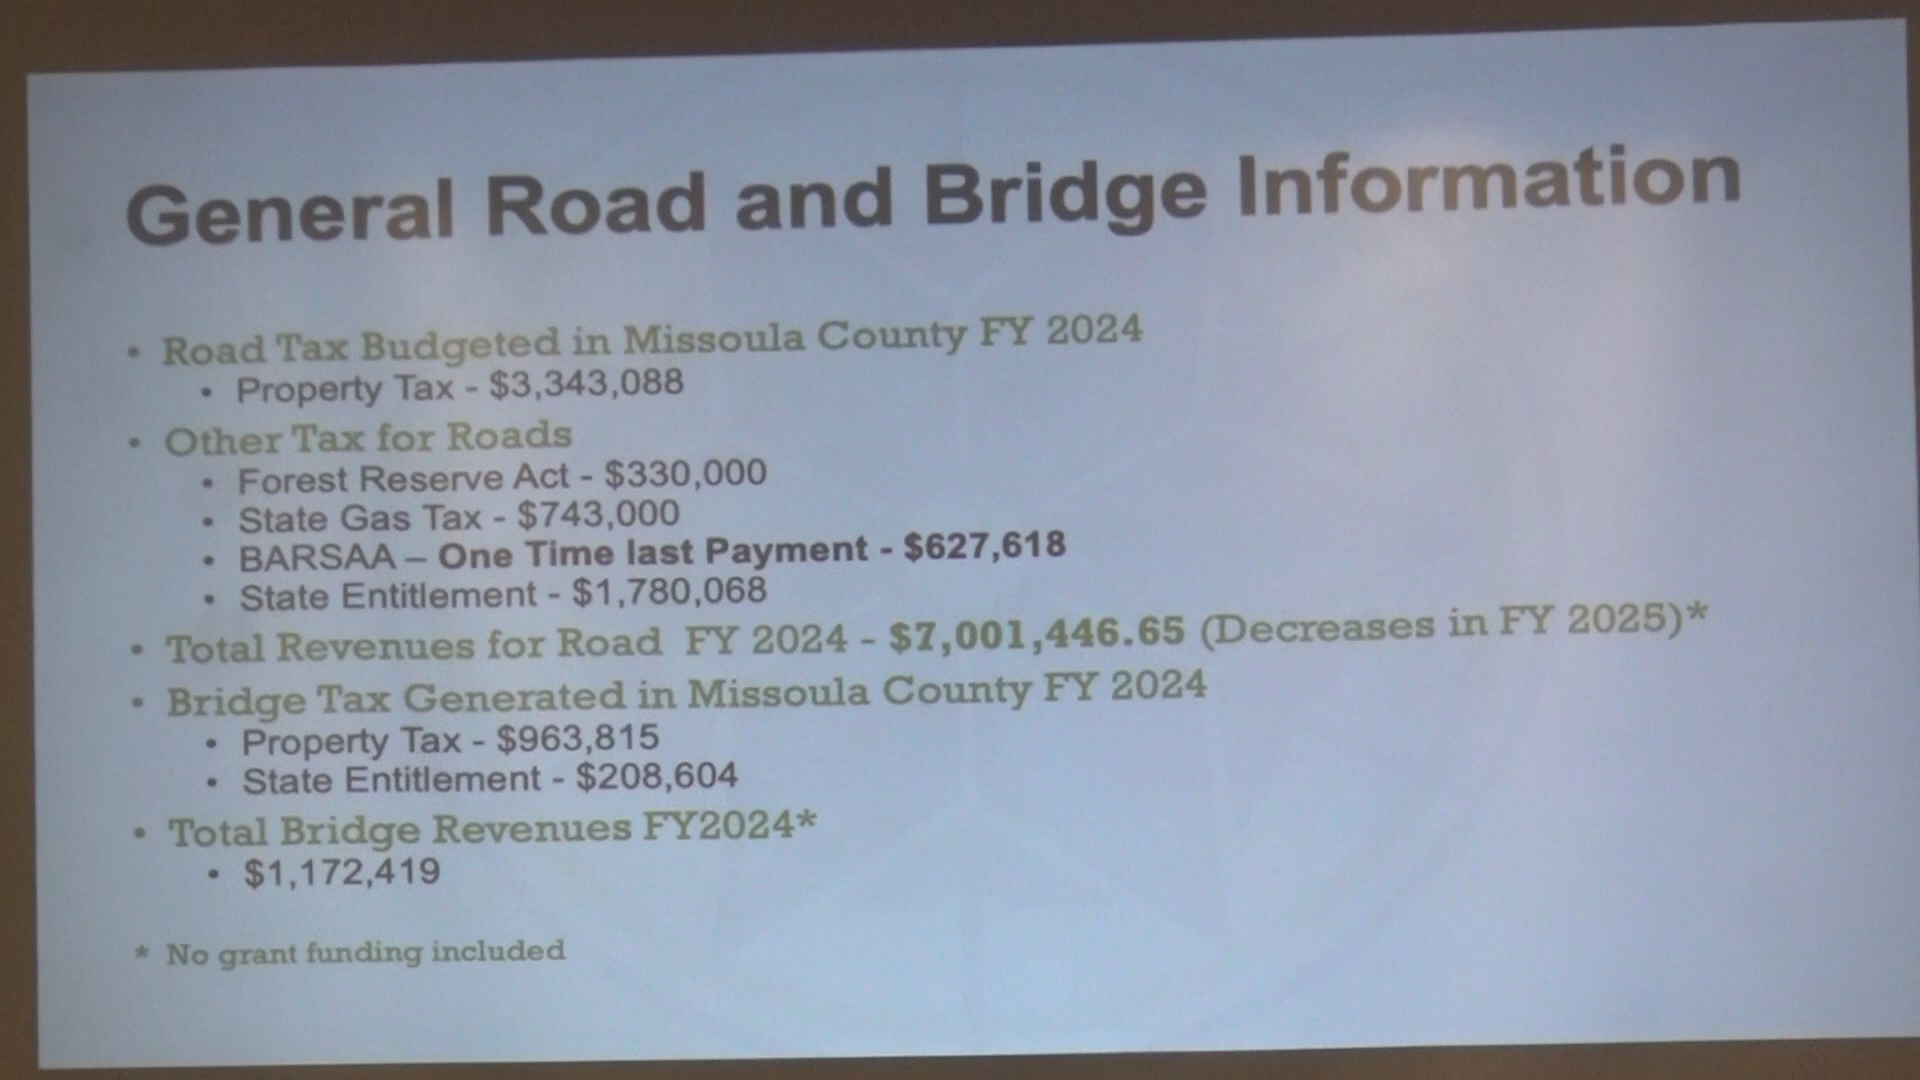 General Road and Bridge Information
• Road Tax Budgeted in Missoula County FY 2024
• Property Tax - $3,343,088
• Other Tax for Roads
• Forest Reserve Act - $330,000
• State Gas Tax - $743,000
• BARSAA – One Time last Payment - $627,618
• State Entitlement - $1,780,068
• Total Revenues for Road FY 2024 - $7,001,446.65 (Decreases in FY 2025)*
• Bridge Tax Generated in Missoula County FY 2024
• Property Tax - $963,815
• State Entitlement - $208,604
• Total Bridge Revenues FY2024*
• $1,172,419
* No grant funding included